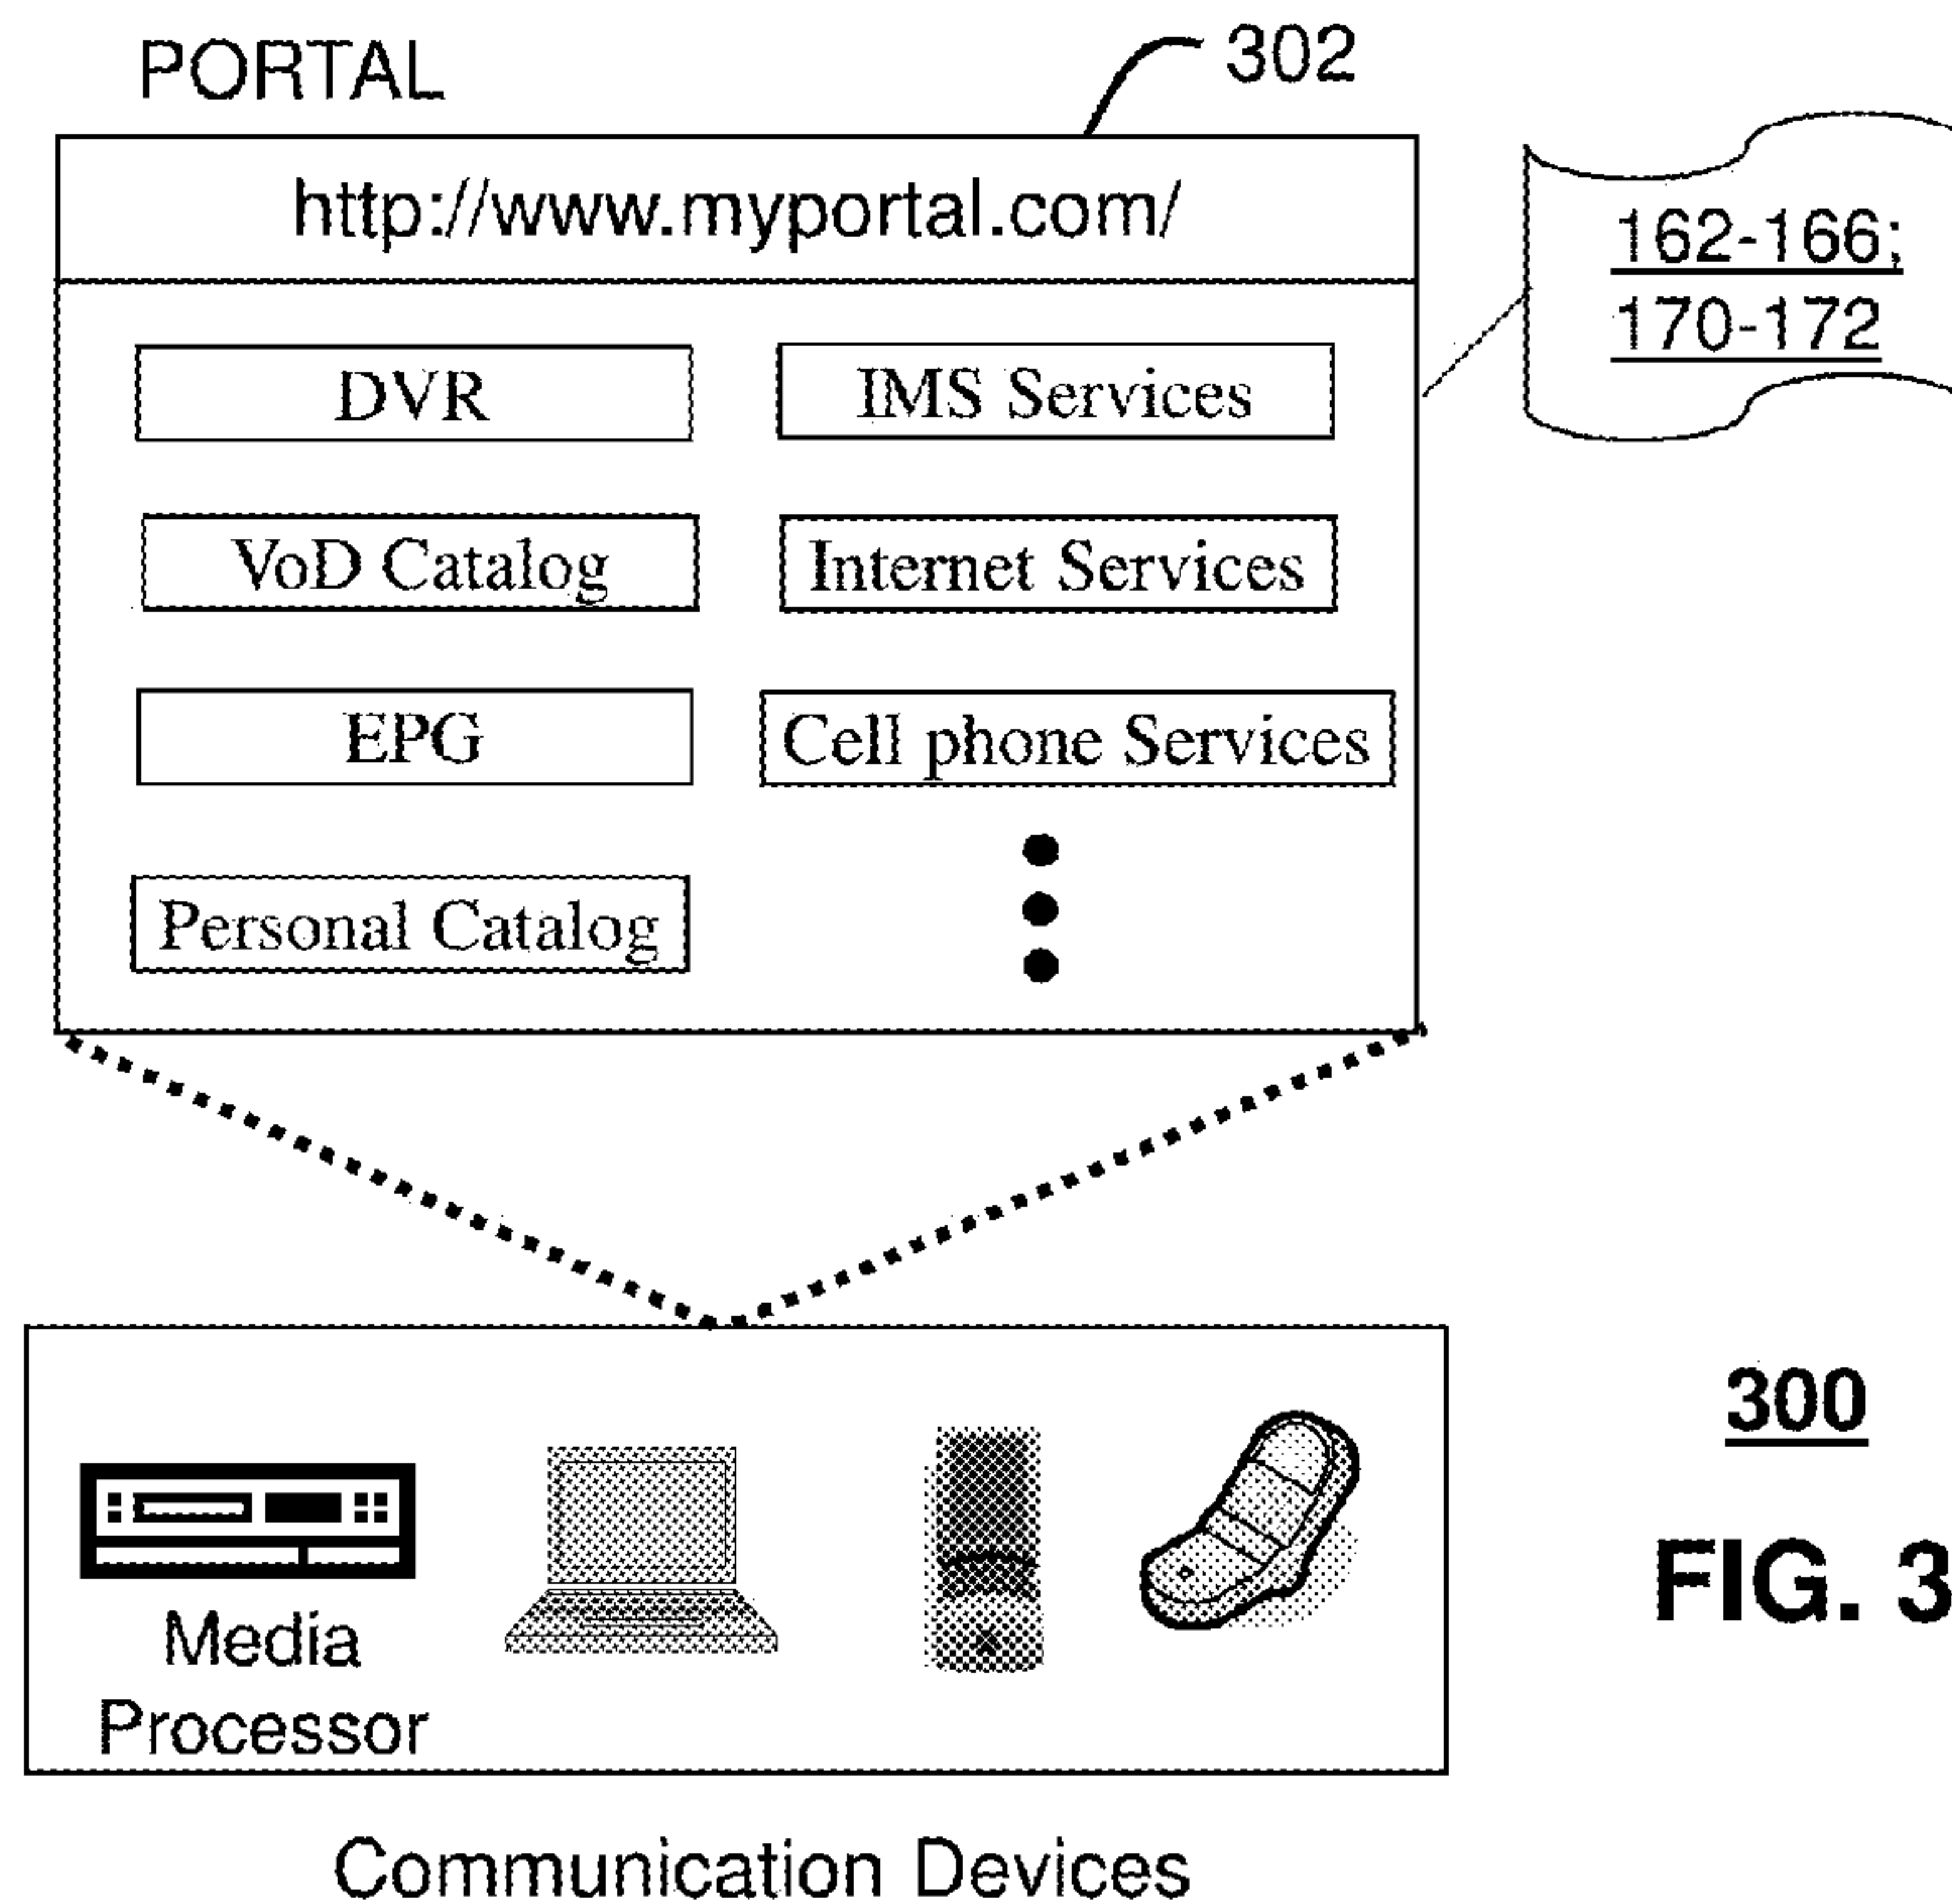 PORTAL
302
http://www.myportal.com/
162-166;
170-172
DVR
IMS Services
VoD Catalog
Internet Services
EPG
Cell phone Services
Personal Catalog
300
FIG. 3
Media
Processor
Communication Devices